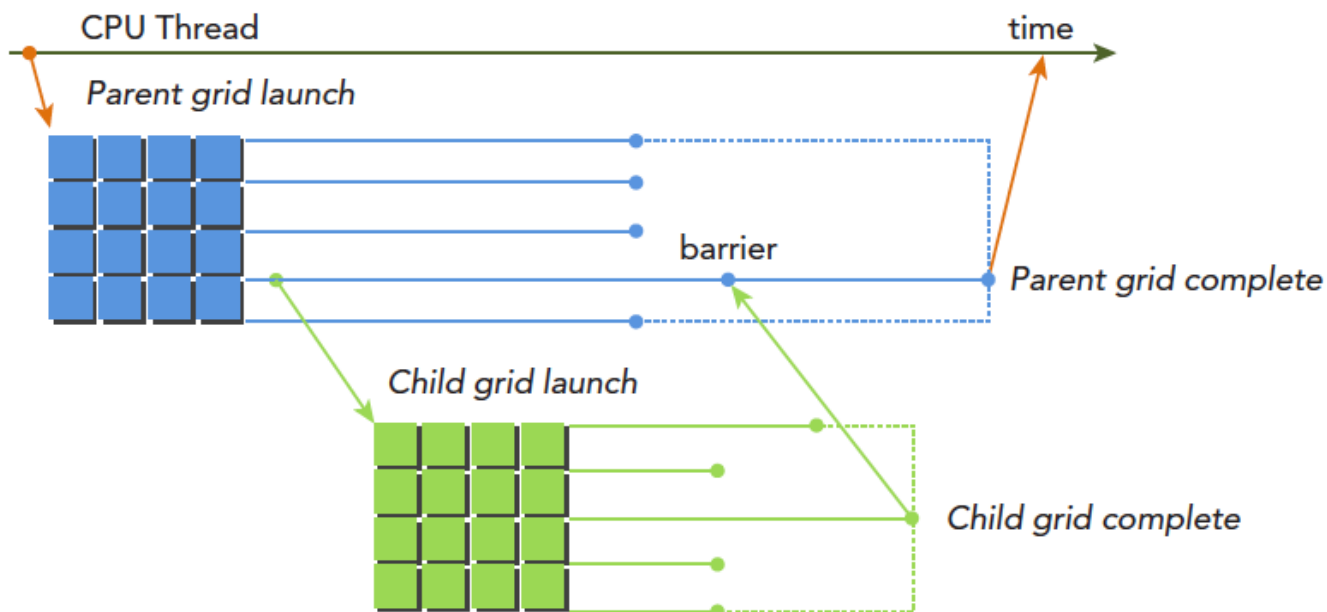 CPU Thread
time
Parent grid launch
barrier
Parent grid complete
Child grid launch
Child grid complete